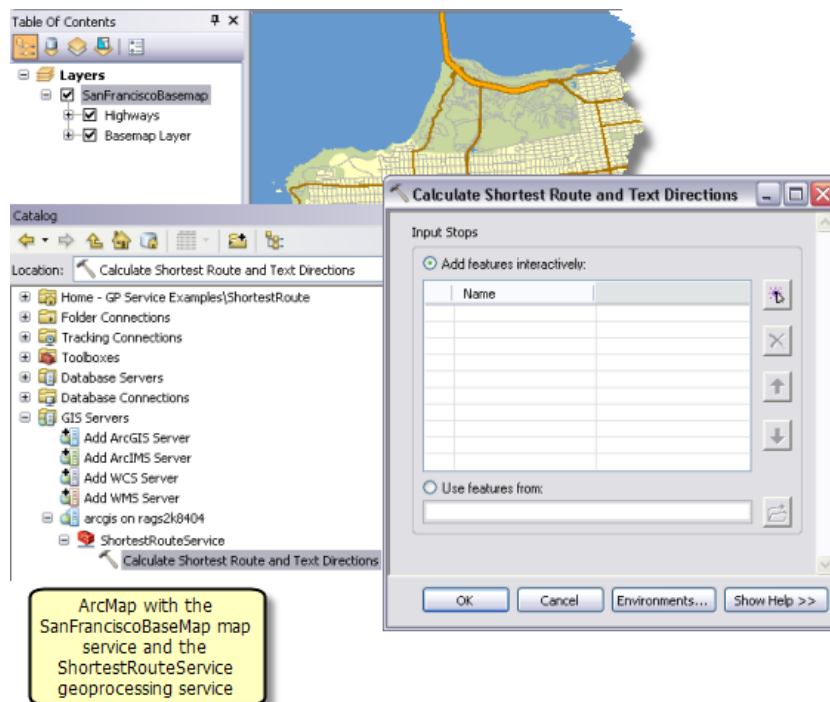 Table Of Contents
Layers
SanFranciscoBasemap
Highways
Basemap Layer
Catalog
Location: Calculate Shortest Route and Text Directions
Home - GP Service Examples\ShortestRoute
Folder Connections
Tracking Connections
Toolboxes
Database Servers
Database Connections
GIS Servers
Add ArcGIS Server
Add ArcIMS Server
Add WCS Server
Add WMS Server
arcgis on rags2k8404
ShortestRouteService
Calculate Shortest Route and Text Directions
Calculate Shortest Route and Text Directions
Input Stops
Add features interactively:
Name
Use features from:
OK Cancel Environments... Show Help >>
ArcMap with the
SanFranciscoBaseMap map
service and the
ShortestRouteService
geoprocessing service